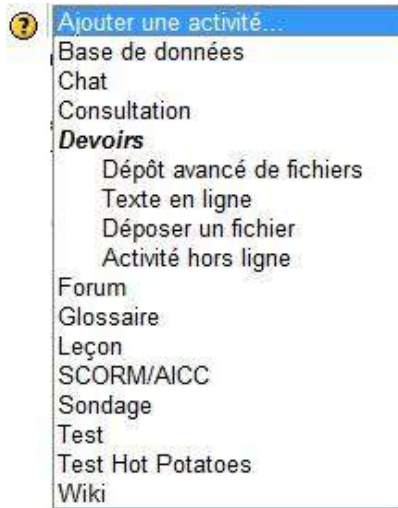 Ajouter une activité...
Base de données
Chat
Consultation
Devoirs
Dépôt avancé de fichiers
Texte en ligne
Déposer un fichier
Activité hors ligne
Forum
Glossaire
Leçon
SCORM/AICC
Sondage
Test
Test Hot Potatoes
Wiki